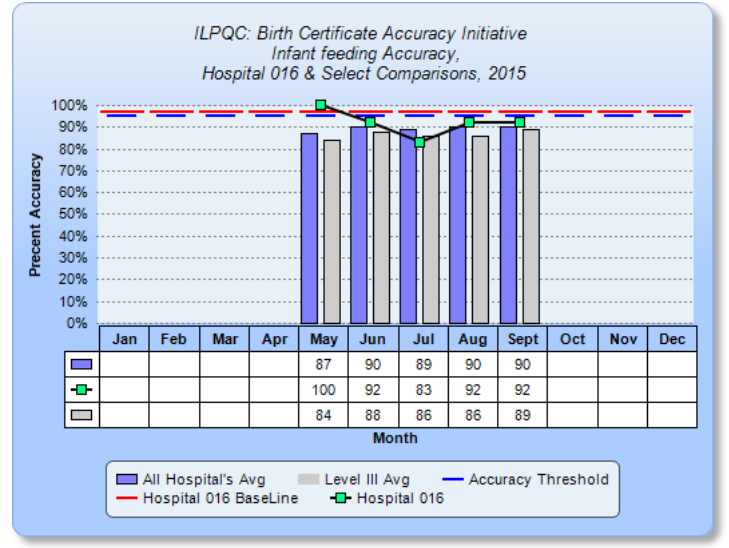 ILPQC: Birth Certificate Accuracy Initiative
Infant feeding Accuracy,
Hospital 016 & Select Comparisons, 2015
100%
90%
80%
70%
60%
50%
40%
30%
20%
10%
0%
Precent Accuracy
Jan Feb Mar Apr May Jun Jul Aug Sept Oct Nov Dec
87 90 89 90 90
100 92 83 92 92
84 88 86 86 89
Month
All Hospital's Avg Level III Avg Accuracy Threshold
Hospital 016 BaseLine Hospital 016